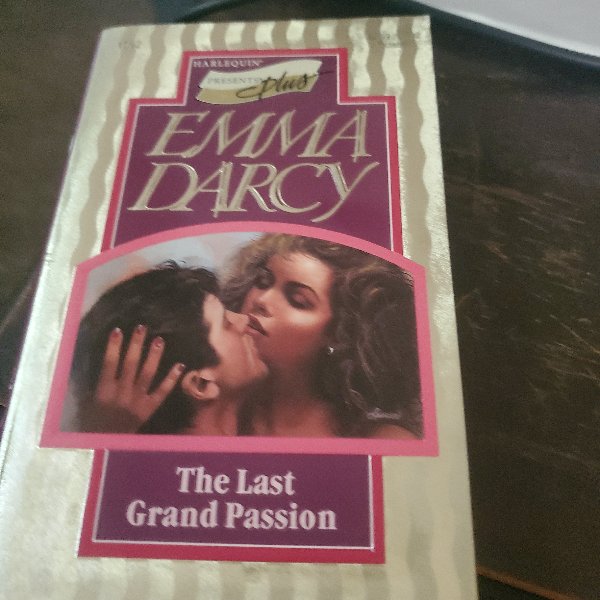 HARLEQUIN®
PRESENTS
plus
EMMA
DARCY
The Last
Grand Passion